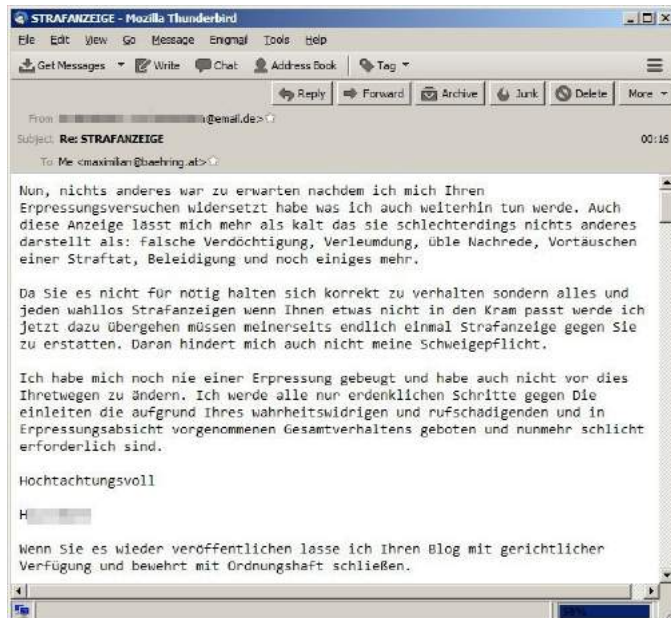 STRAFANZEIGE - Mozilla Thunderbird
File Edit View Go Message Enigmail Tools Help
Get Messages Write Chat Address Book Tag
Reply Forward Archive Junk Delete More
From @email.de>
Subject Re: STRAFANZEIGE 00:16
To Me <maximilian@baehring.at>
Nun, nichts anderes war zu erwarten nachdem ich mich Ihren
Erpressungsversuchen widersetzt habe was ich auch weiterhin tun werde. Auch
diese Anzeige lässt mich mehr als kalt das sie schlechterdings nichts anderes
darstellt als: Falsche Verdöchtigung, Verleumdung, üble Nachrede, Vortäuschen
einer Straftat, Beleidigung und noch einiges mehr.
Da Sie es nicht für nötig halten sich korrekt zu verhalten sondern alles und
jeden wahllos Strafanzeigen wenn Ihnen etwas nicht in den Kram passt werde ich
jetzt dazu übergehen müssen meinerseits endlich einmal Strafanzeige gegen Sie
zu erstatten. Daran hindert mich auch nicht meine Schweigepflicht.
Ich habe mich noch nie einer Erpressung gebeugt und habe auch nicht vor dies
Ihretwegen zu ändern. Ich werde alle nur erdenklichen Schritte gegen Die
einleiten die aufgrund Ihres wahrheitswidrigen und rufschädigenden und in
Erpressungsabsicht vorgenommenen Gesamtverhaltens geboten und nunmehr schlicht
erforderlich sind.
Hochtachtungsvoll
H
Wenn Sie es wieder veröffentlichen lasse ich Ihren Blog mit gerichtlicher
Verfügung und bewehrt mit Ordnungshaft schließen.